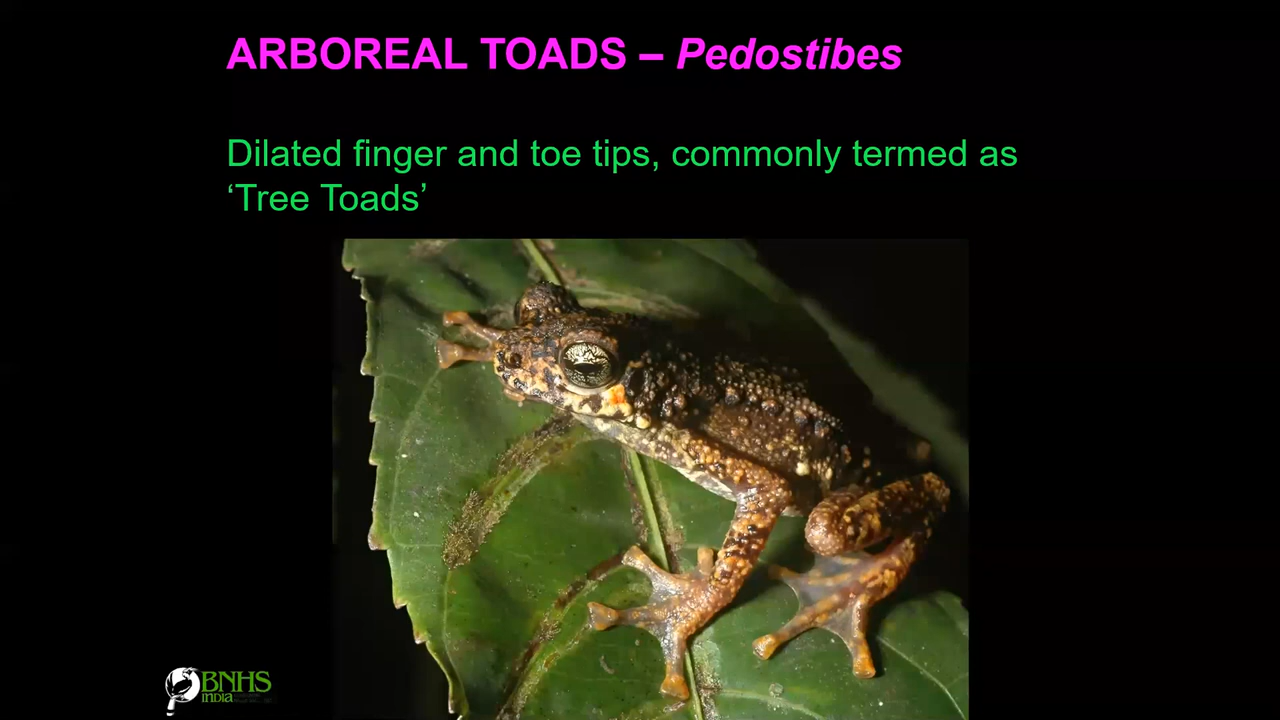 ARBOREAL TOADS – Pedostibes
Dilated finger and toe tips, commonly termed as
‘Tree Toads’
BNHS
INDIA